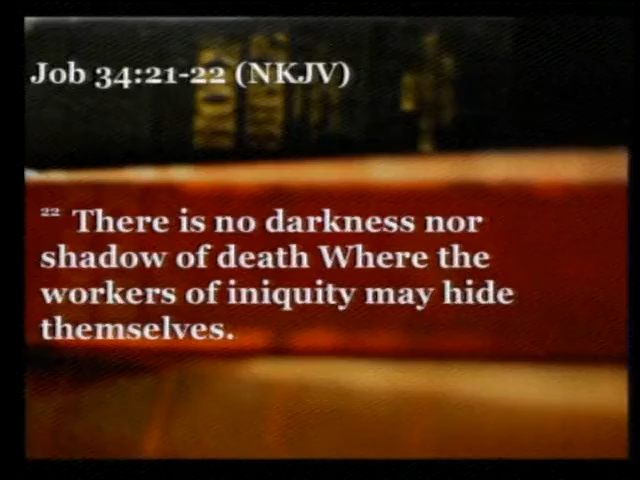 Job 34:21-22 (NKJV)
22 There is no darkness nor
shadow of death Where the
workers of iniquity may hide
themselves.